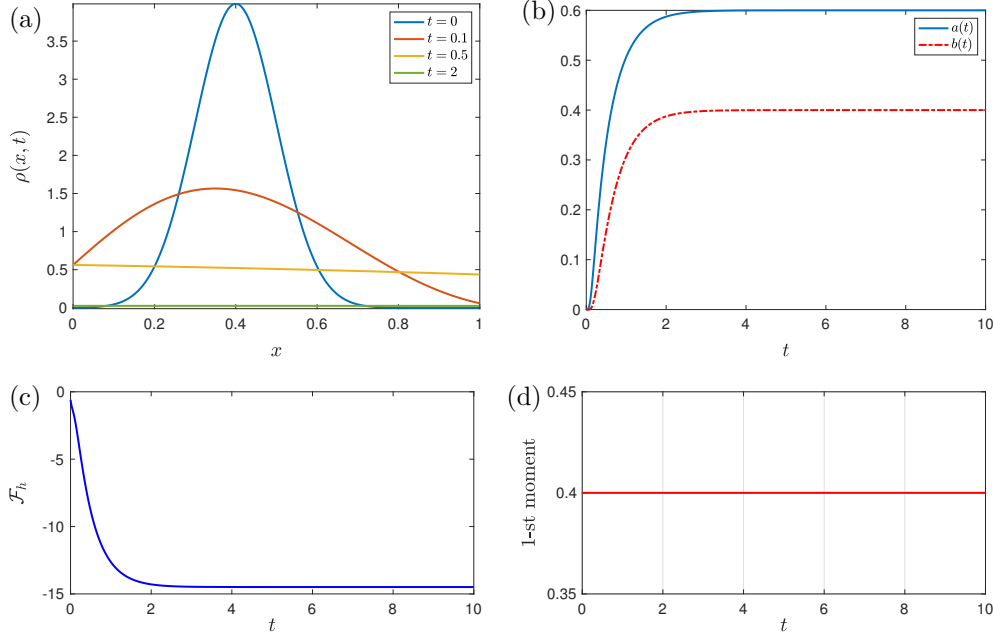 (a)
t = 0
t = 0.1
t = 0.5
t = 2
3.5
3
2.5
2
1.5
1
0.5
0
ρ(x, t)
0 0.2 0.4 0.6 0.8 1
x
(b)
a(t)
b(t)
0.6
0.5
0.4
0.3
0.2
0.1
0
0 2 4 6 8 10
t
(c)
0
-5
-10
-15
ℱₕ
0 2 4 6 8 10
t
(d)
0.45
0.4
0.35
1-st moment
0 2 4 6 8 10
t